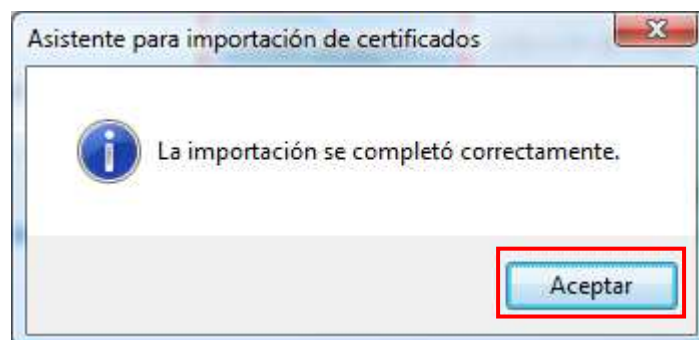 Asistente para importación de certificados
La importación se completó correctamente.
Aceptar